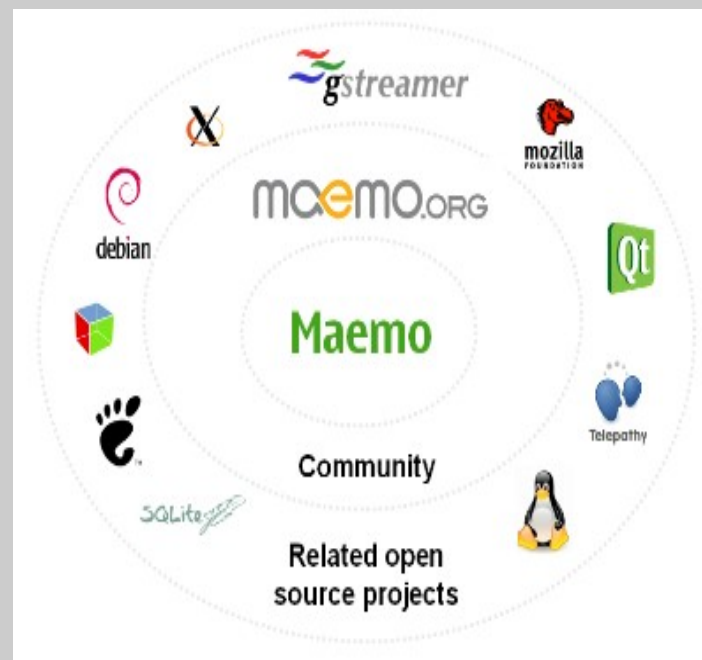 gstreamer
X
mozilla
FOUNDATION
debian
maemo.org
Qt
Maemo
Telepathy
Community
SQLite
Related open
source projects